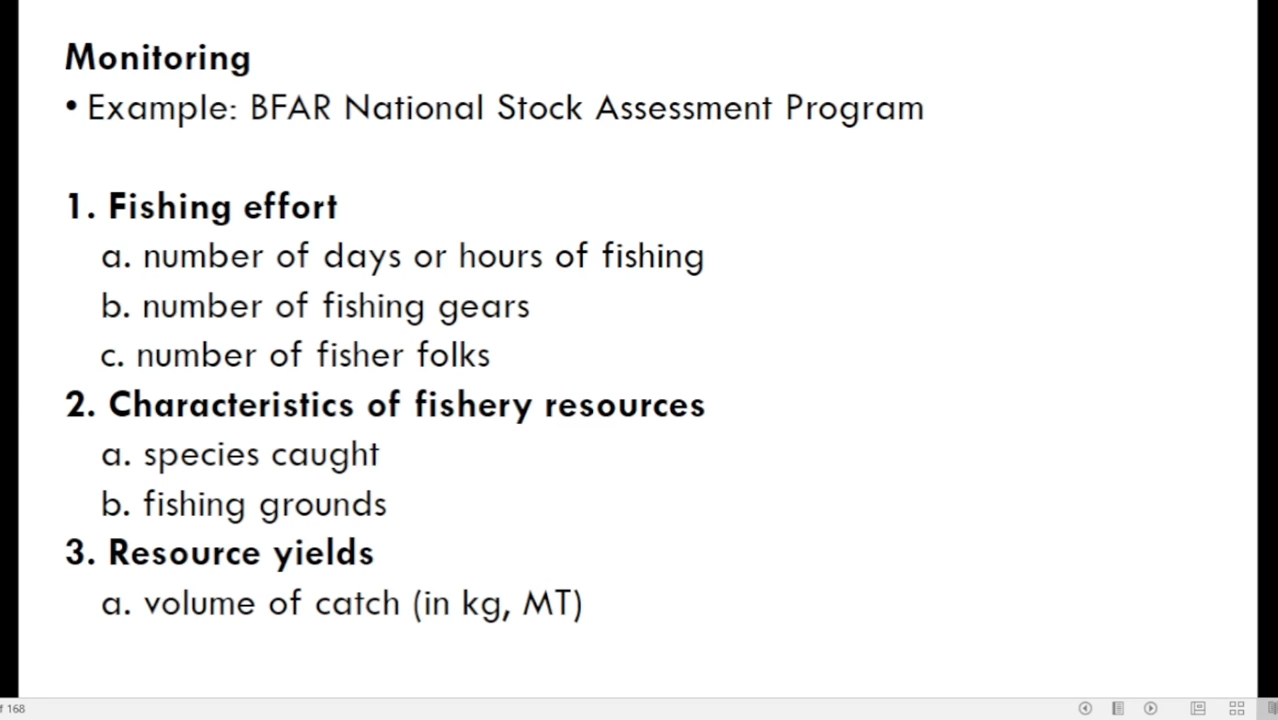 Monitoring
• Example: BFAR National Stock Assessment Program
1. Fishing effort
a. number of days or hours of fishing
b. number of fishing gears
c. number of fisher folks
2. Characteristics of fishery resources
a. species caught
b. fishing grounds
3. Resource yields
a. volume of catch (in kg, MT)
f 168